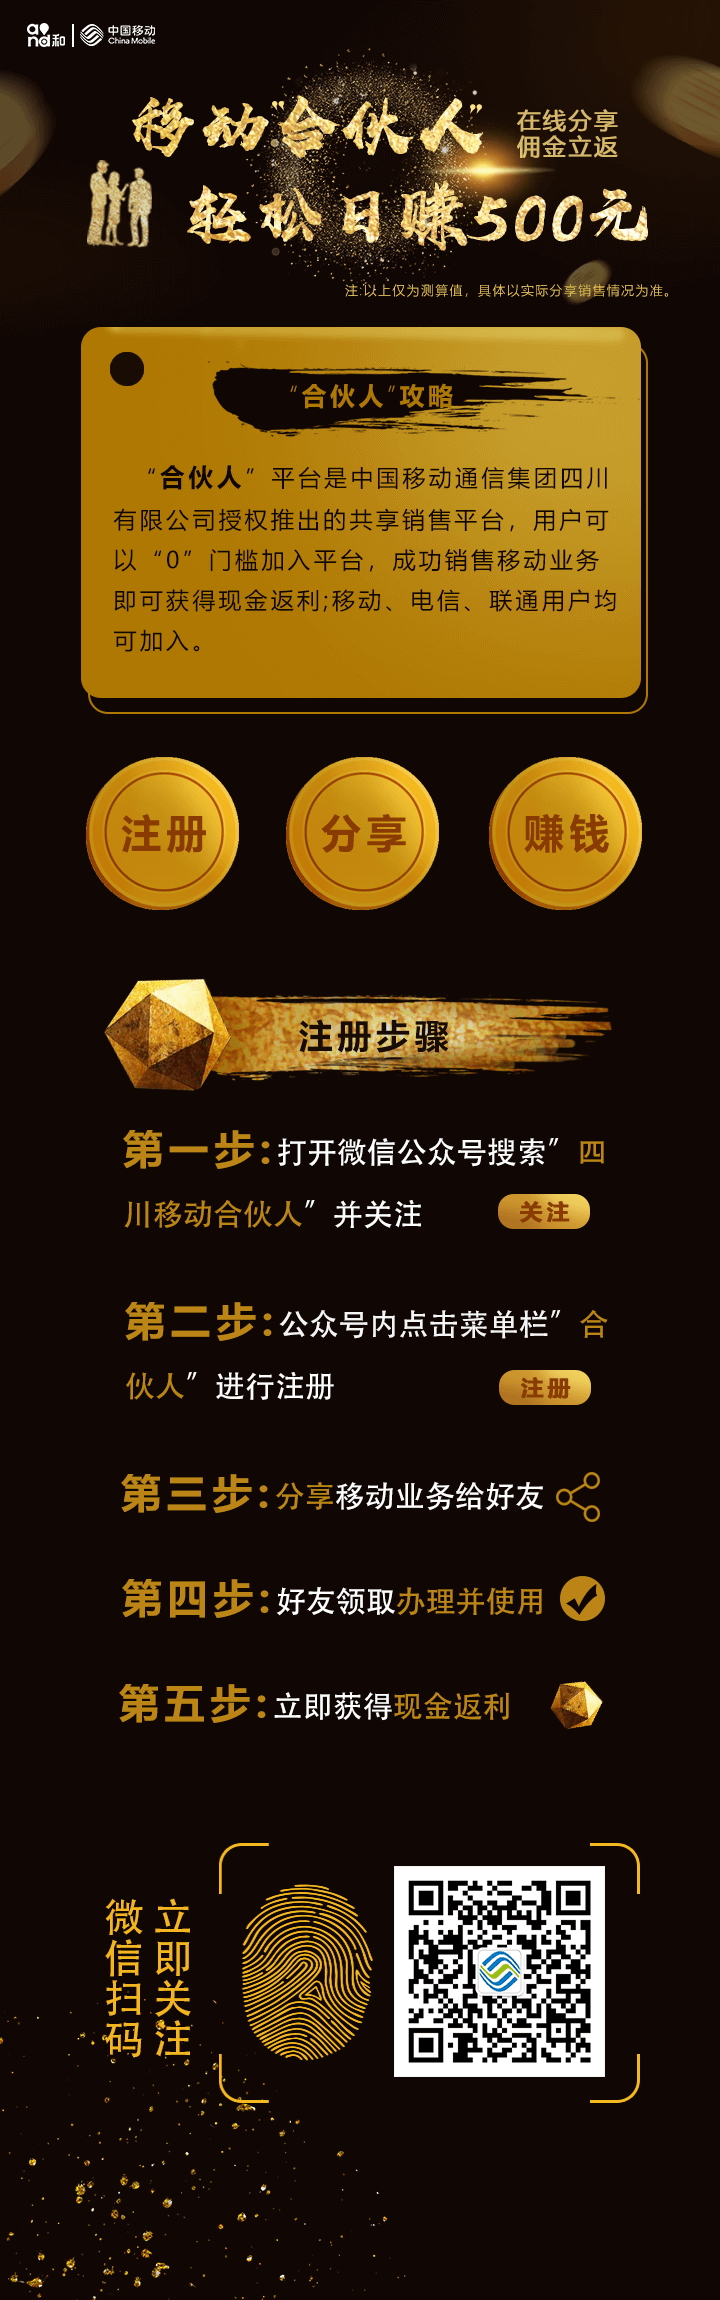 and和 中国移动
China Mobile
移动"合伙人"
在线分享
佣金立返
轻松日赚500元
注:以上仅为测算值，具体以实际分享销售情况为准。
“合伙人”攻略
“合伙人”平台是中国移动通信集团四川
有限公司授权推出的共享销售平台，用户可
以“0”门槛加入平台，成功销售移动业务
即可获得现金返利;移动、电信、联通用户均
可加入。
注册 分享 赚钱
注册步骤
第一步:打开微信公众号搜索”四
川移动合伙人”并关注 关注
第二步:公众号内点击菜单栏”合
伙人”进行注册 注册
第三步:分享移动业务给好友
第四步:好友领取办理并使用
第五步:立即获得现金返利
微信扫码
立即关注